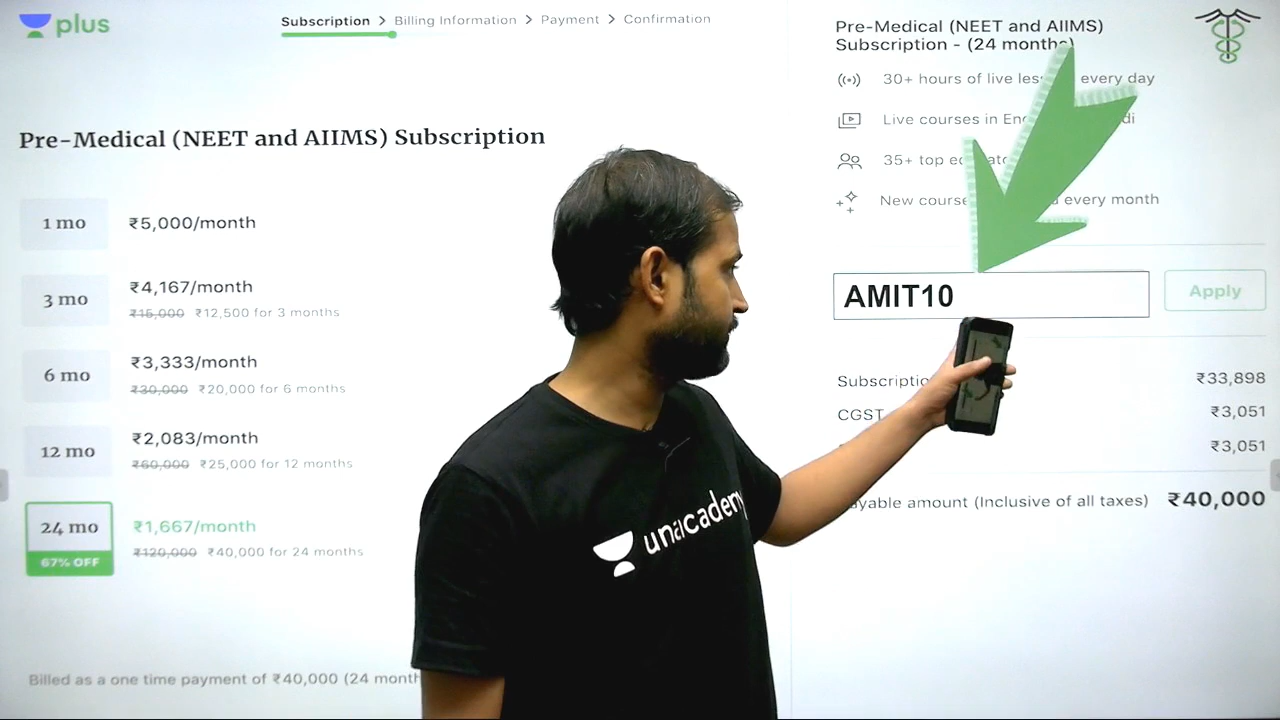 plus
Subscription > Billing Information > Payment > Confirmation
Pre-Medical (NEET and AIIMS) Subscription
1 mo ₹5,000/month
3 mo ₹4,167/month
₹15,000 ₹12,500 for 3 months
6 mo ₹3,333/month
₹30,000 ₹20,000 for 6 months
12 mo ₹2,083/month
₹60,000 ₹25,000 for 12 months
24 mo ₹1,667/month
67% OFF ₹120,000 ₹40,000 for 24 months
Billed as a one time payment of ₹40,000 (24 month
unacademy
Pre-Medical (NEET and AIIMS)
Subscription - (24 months)
30+ hours of live les every day
Live courses in En di
35+ top
New course every month
AMIT10
Apply
Subscriptio ₹33,898
CGST ₹3,051
₹3,051
ayable amount (Inclusive of all taxes) ₹40,000